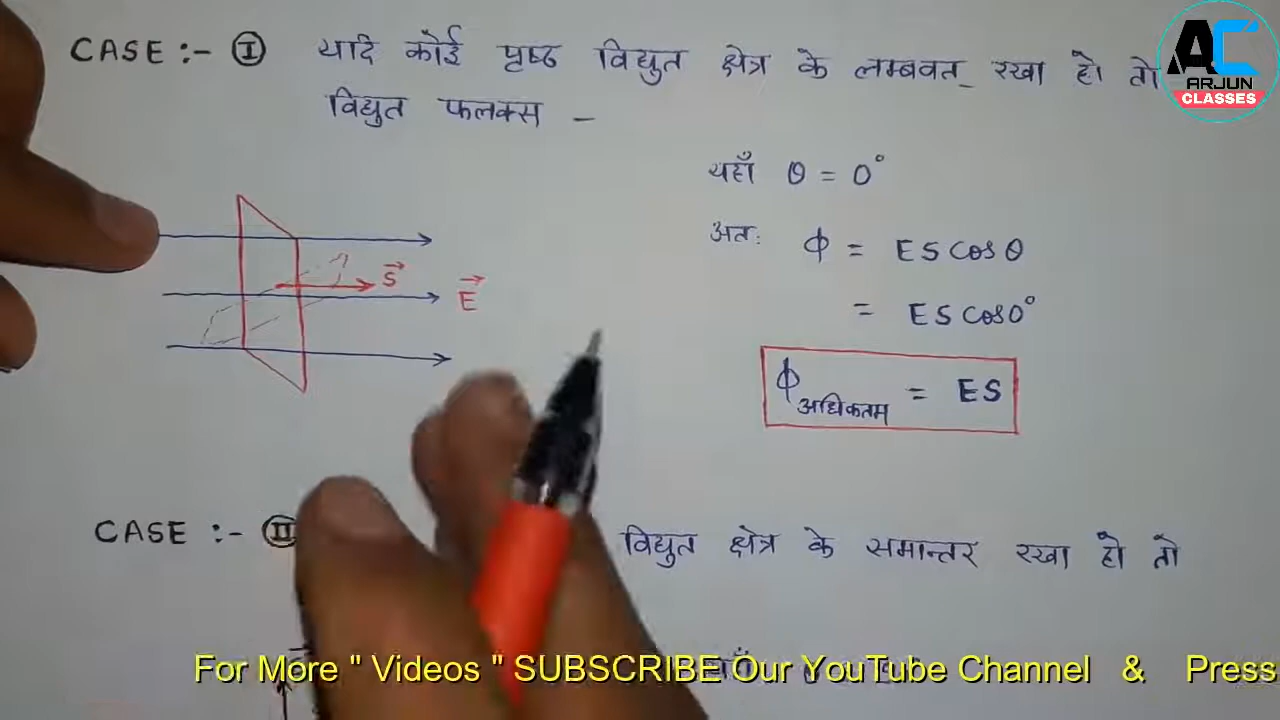 CASE :- Ⓘ यादि कोई पृष्ठ विद्युत क्षेत्र के लम्बवत् रखा हो तो
विद्युत फलक्स -
AC
ARJUN
CLASSES
यहाँ θ = 0°
अतः ϕ = ES Cos θ
= ES Cos 0°
ϕ अधिकतम = ES
S⃗
E⃗
CASE :- Ⓘⓘ विद्युत क्षेत्र के समान्तर रखा हो तो
For More " Videos " SUBSCRIBE Our YouTube Channel & Press